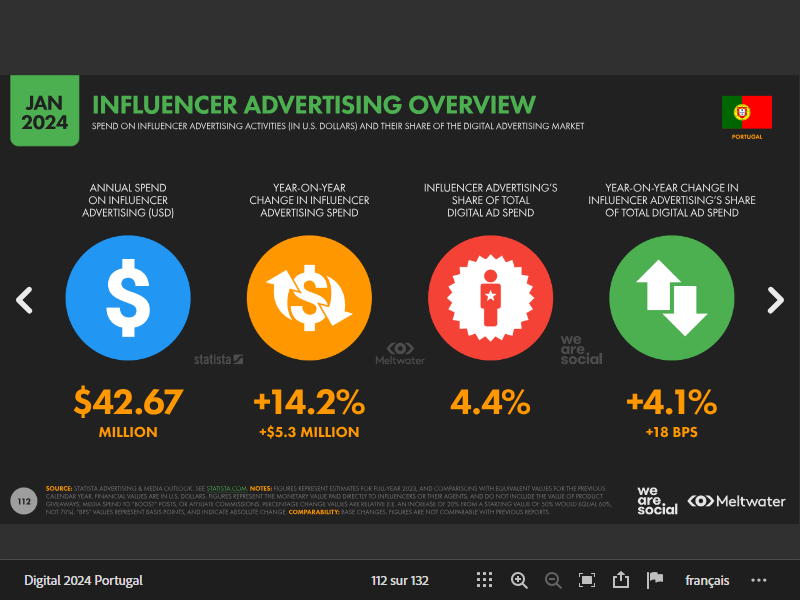 JAN
2024
INFLUENCER ADVERTISING OVERVIEW
SPEND ON INFLUENCER ADVERTISING ACTIVITIES (IN U.S. DOLLARS) AND THEIR SHARE OF THE DIGITAL ADVERTISING MARKET
PORTUGAL
ANNUAL SPEND
ON INFLUENCER
ADVERTISING (USD)
YEAR-ON-YEAR
CHANGE IN INFLUENCER
ADVERTISING SPEND
INFLUENCER ADVERTISING'S
SHARE OF TOTAL
DIGITAL AD SPEND
YEAR-ON-YEAR CHANGE IN
INFLUENCER ADVERTISING'S SHARE
OF TOTAL DIGITAL AD SPEND
statista
Meltwater
we
are.
social
$42.67
MILLION
+14.2%
+$5.3 MILLION
4.4%
+4.1%
+18 BPS
112
SOURCE: STATISTA ADVERTISING & MEDIA OUTLOOK. SEE STATISTA.COM. NOTES: FIGURES REPRESENT ESTIMATES FOR FULL-YEAR 2023, AND COMPARISONS WITH EQUIVALENT VALUES FOR THE PREVIOUS
CALENDAR YEAR. FINANCIAL VALUES ARE IN U.S. DOLLARS. FIGURES REPRESENT THE MONETARY VALUE PAID DIRECTLY TO INFLUENCERS OR THEIR AGENTS, AND DO NOT INCLUDE THE VALUE OF PRODUCT
GIVEAWAYS, MEDIA SPEND TO "BOOST" POSTS, OR AFFILIATE COMMISSIONS. PERCENTAGE CHANGE VALUES ARE RELATIVE (I.E. AN INCREASE OF 20% FROM A STARTING VALUE OF 50% WOULD EQUAL 60%,
NOT 70%). "BPS" VALUES REPRESENT BASIS POINTS, AND INDICATE ABSOLUTE CHANGE. COMPARABILITY: BASE CHANGES. FIGURES ARE NOT COMPARABLE WITH PREVIOUS REPORTS.
we
are.
social
Meltwater
Digital 2024 Portugal
112 sur 132
français